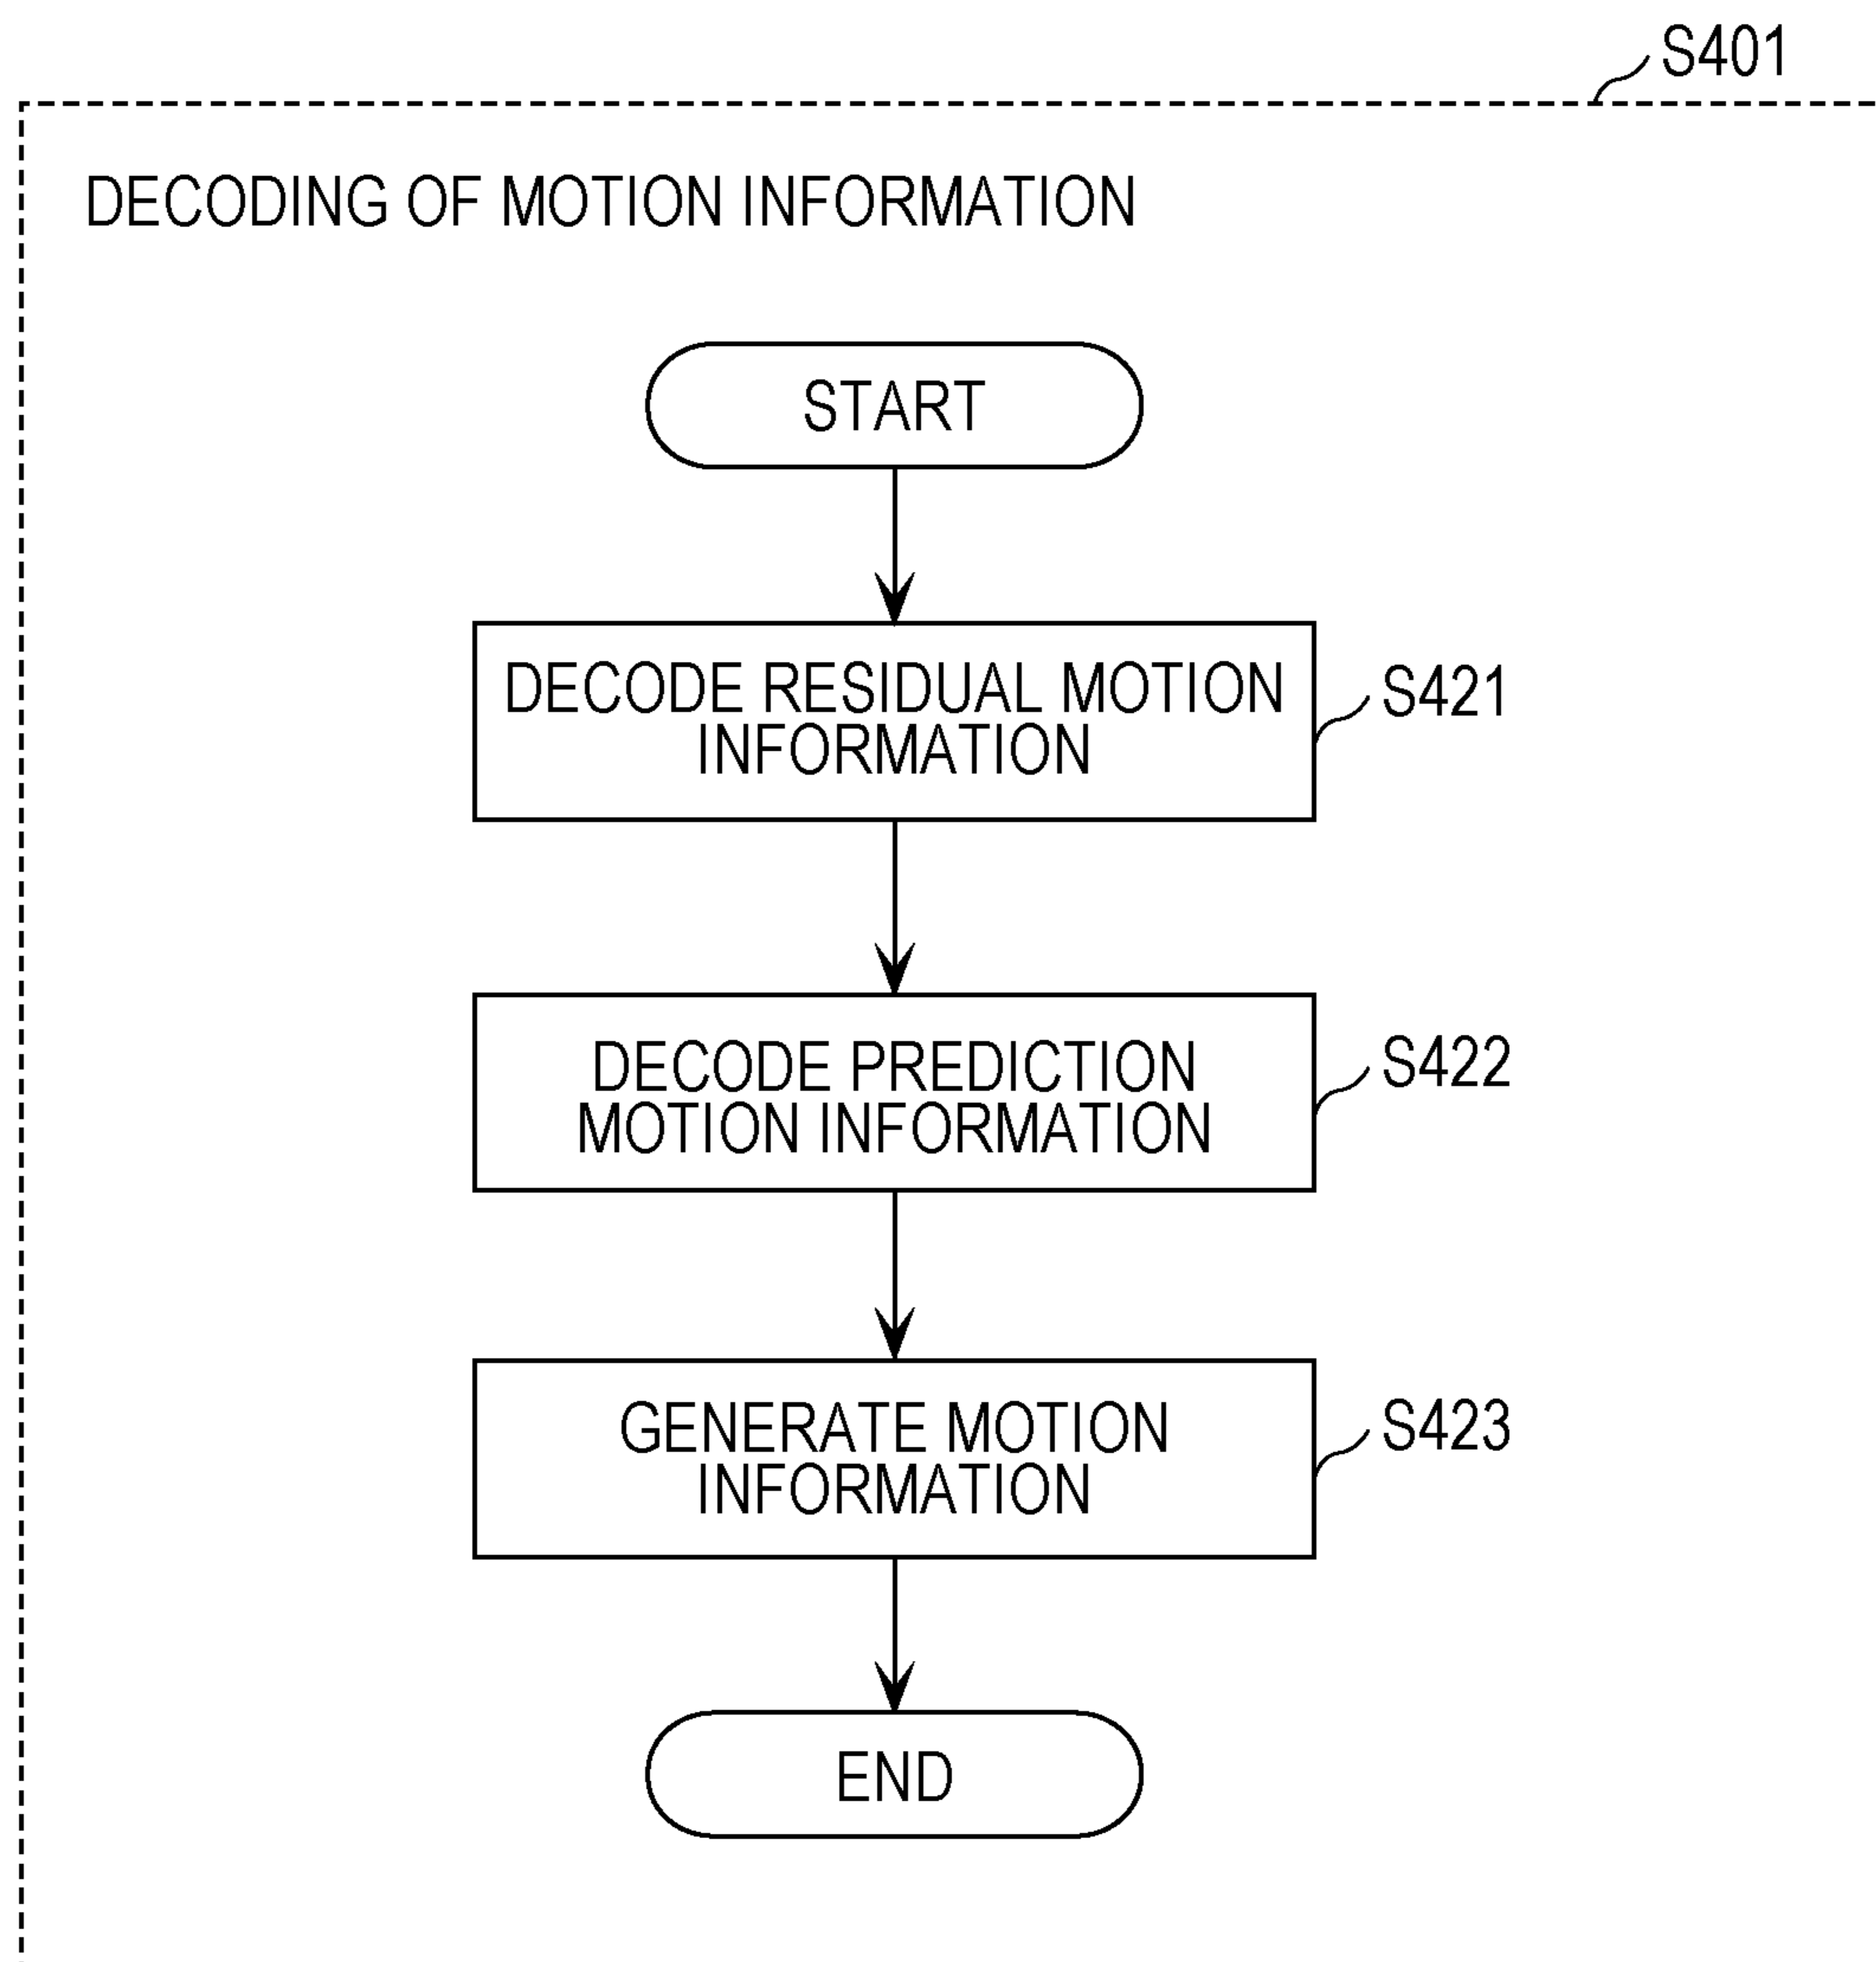 S401
DECODING OF MOTION INFORMATION
START
DECODE RESIDUAL MOTION
INFORMATION
S421
DECODE PREDICTION
MOTION INFORMATION
S422
GENERATE MOTION
INFORMATION
S423
END